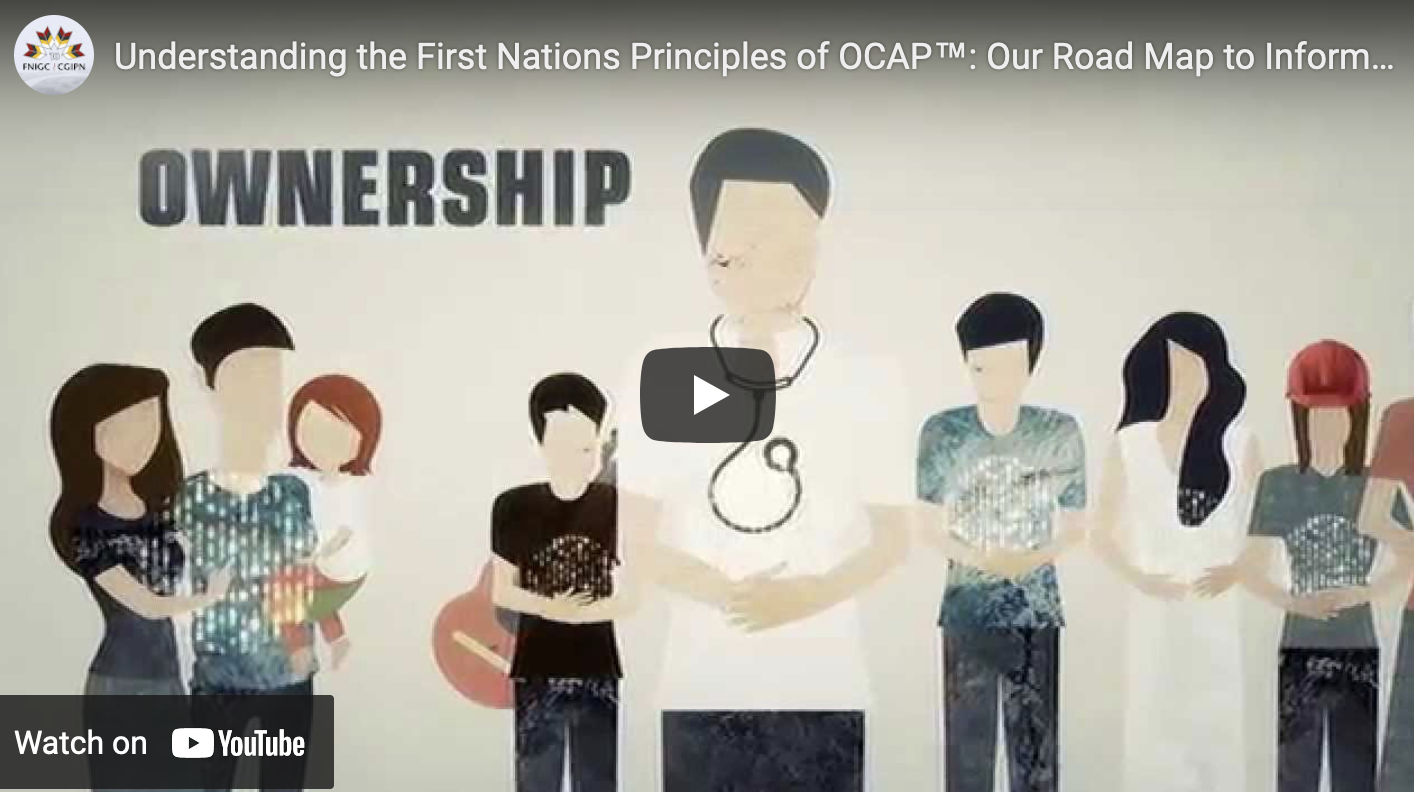 FNIGC / CGIPN
Understanding the First Nations Principles of OCAP™: Our Road Map to Inform...
OWNERSHIP
Watch on YouTube